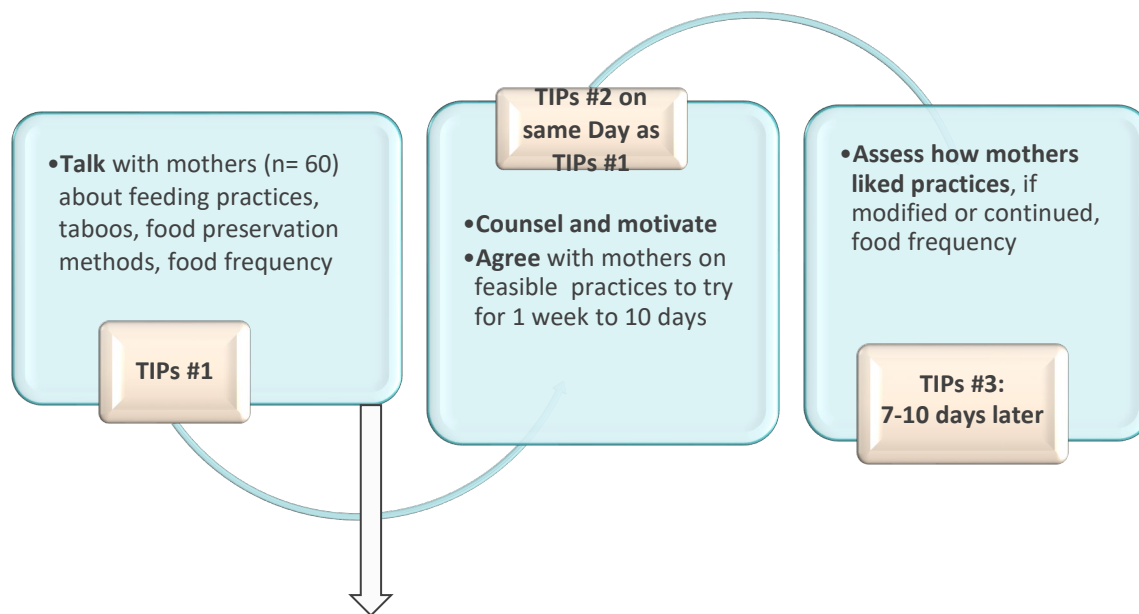 •Talk with mothers (n= 60)
about feeding practices,
taboos, food preservation
methods, food frequency
TIPs #1
TIPs #2 on
same Day as
TIPs #1
•Counsel and motivate
•Agree with mothers on
feasible practices to try
for 1 week to 10 days
•Assess how mothers
liked practices, if
modified or continued,
food frequency
TIPs #3:
7-10 days later